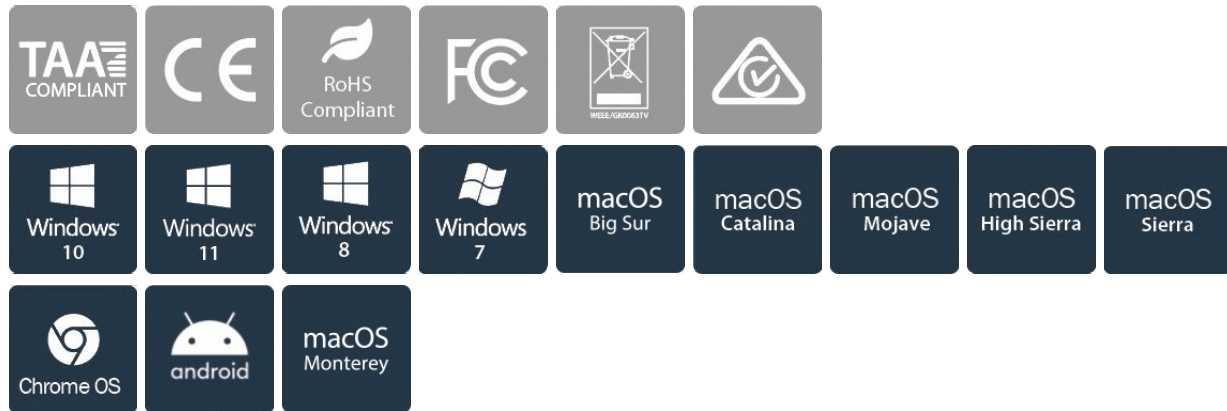 TAA
COMPLIANT
CE
RoHS
Compliant
FC
WEEE/GK0063TV
Windows
10
Windows
11
Windows
8
Windows
7
macOS
Big Sur
macOS
Catalina
macOS
Mojave
macOS
High Sierra
macOS
Sierra
Chrome OS
android
macOS
Monterey